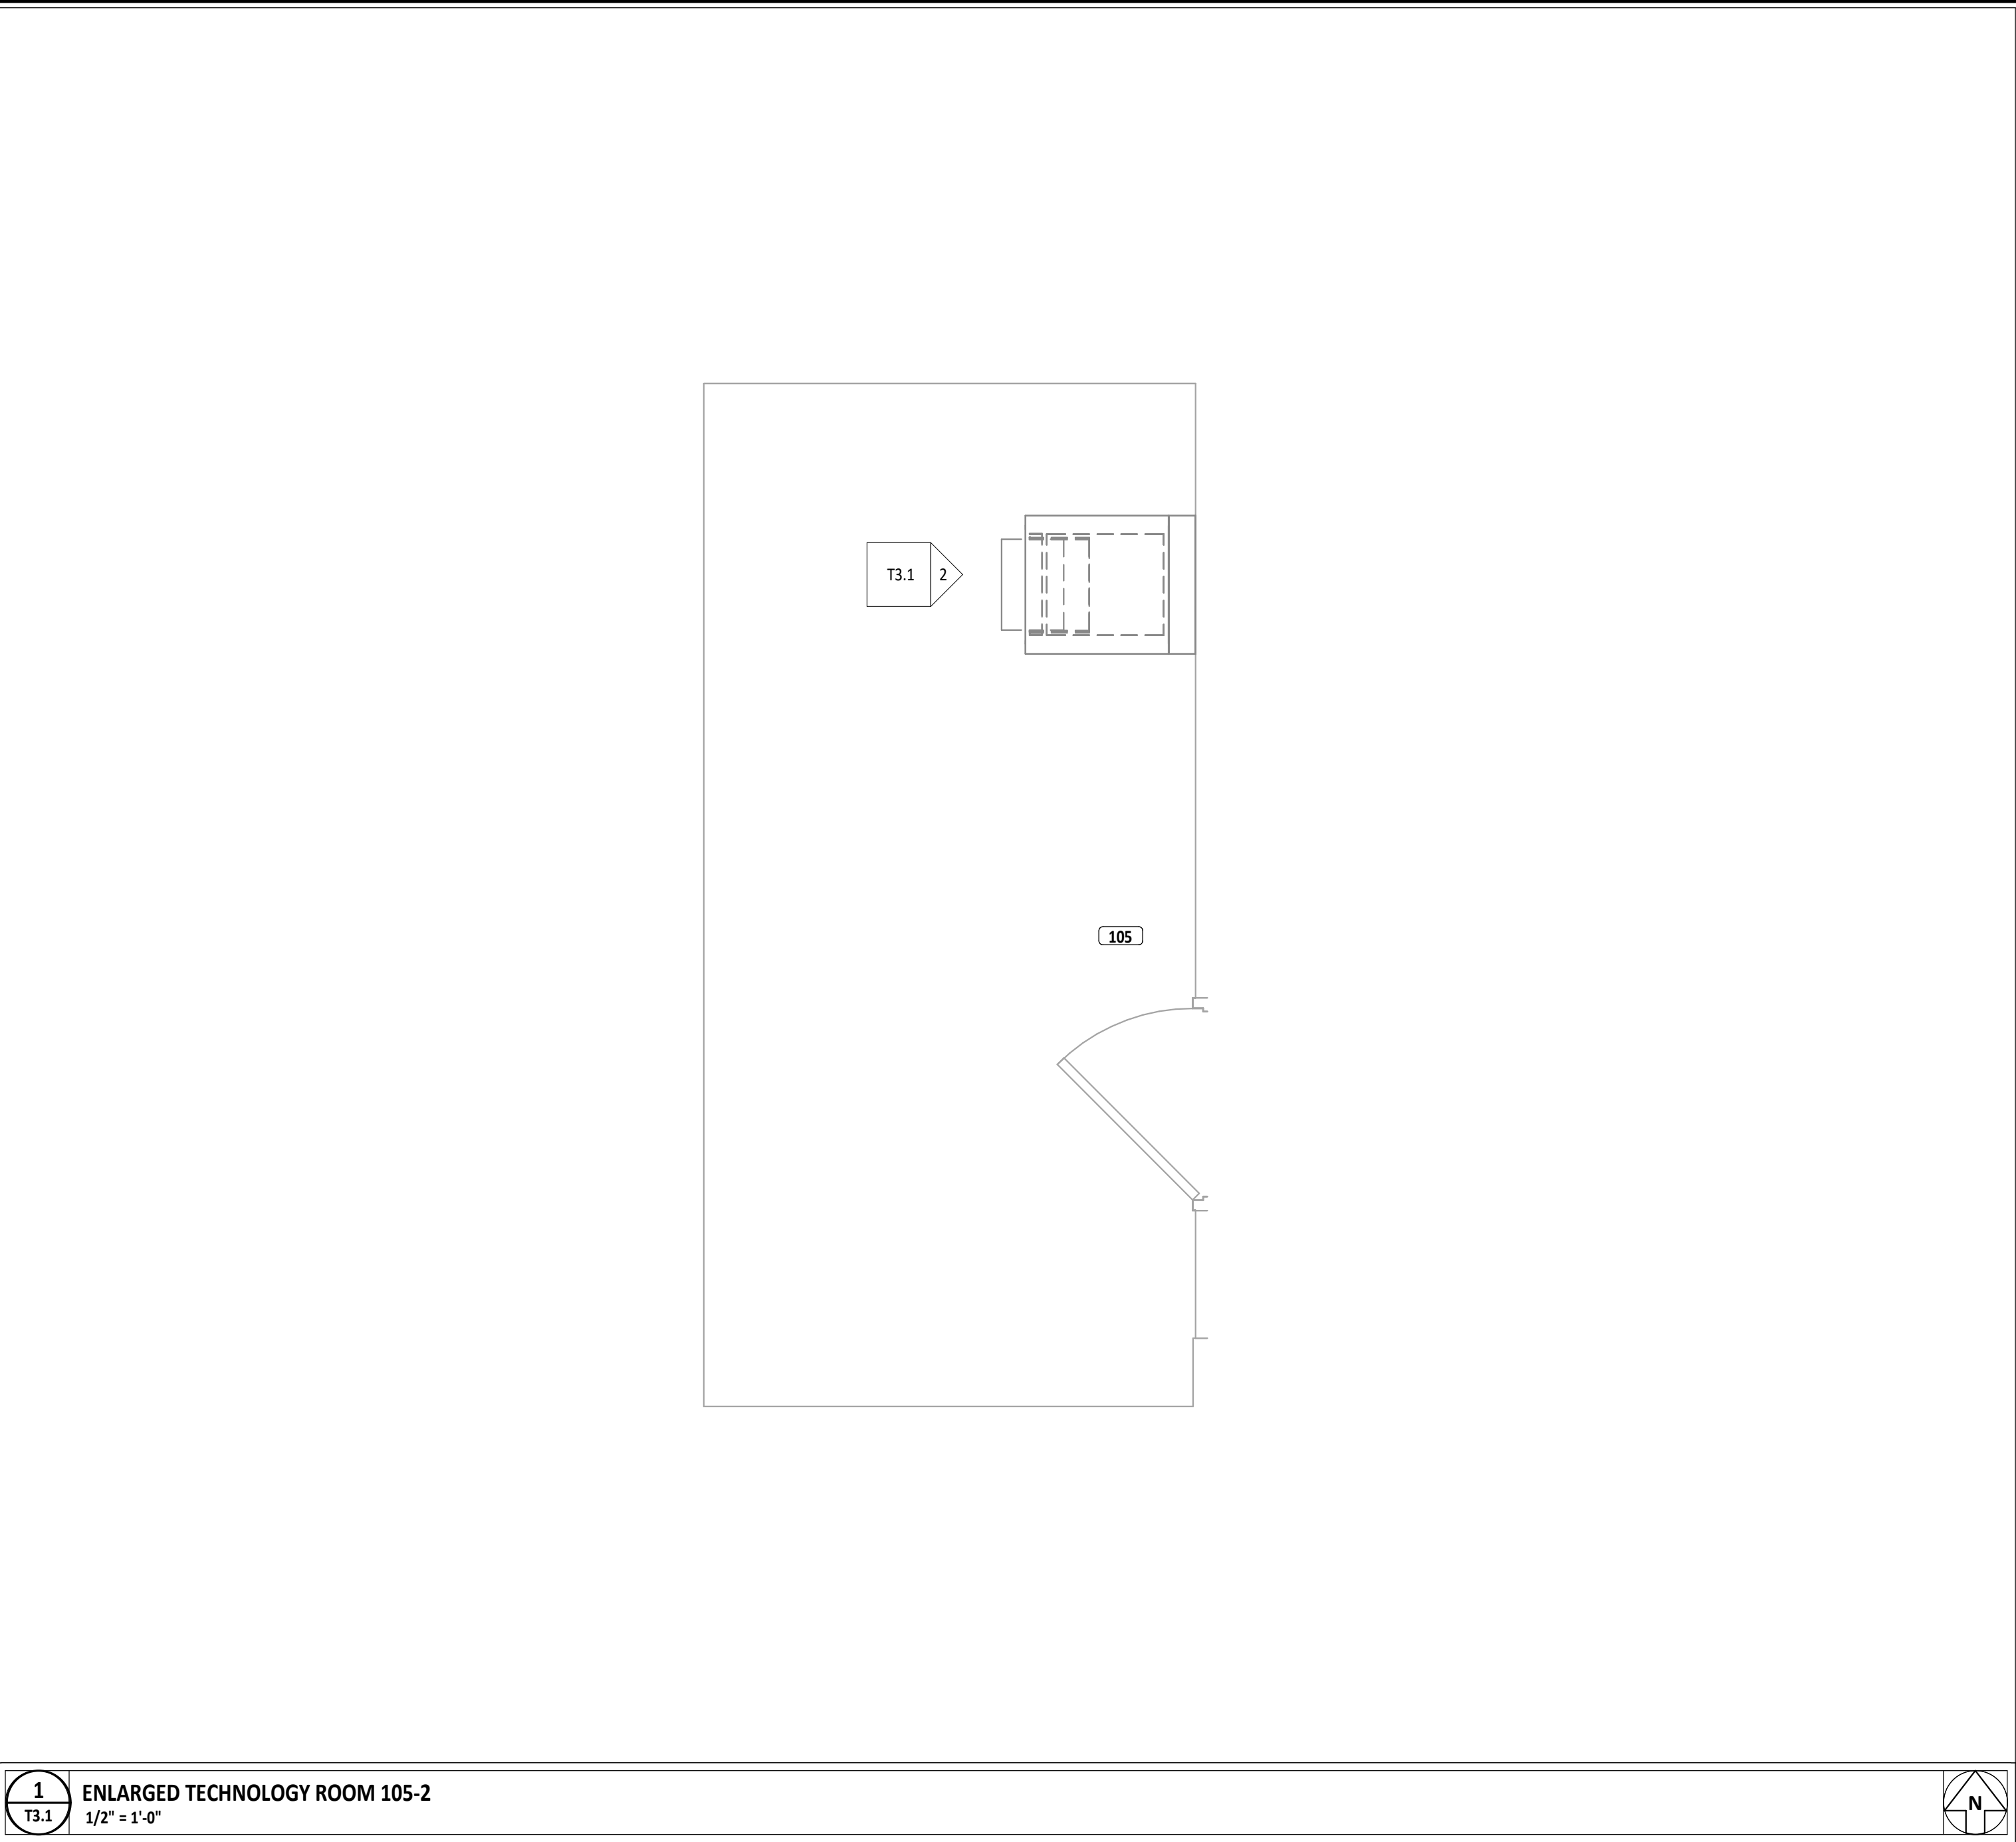 T3.1 2
105
1
T3.1
ENLARGED TECHNOLOGY ROOM 105-2
1/2" = 1'-0"
N